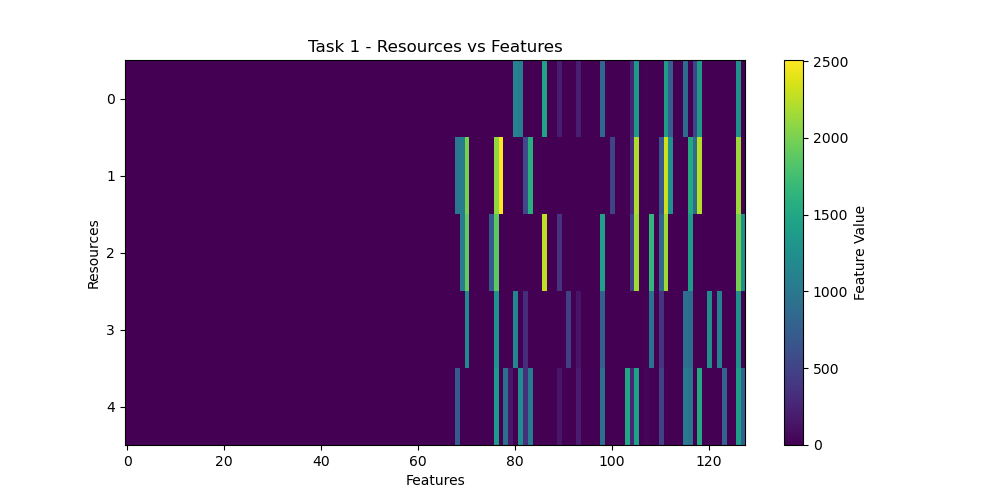 Task 1 - Resources vs Features
0
1
2
3
4
Resources
0 20 40 60 80 100 120
Features
2500
2000
1500
1000
500
0
Feature Value